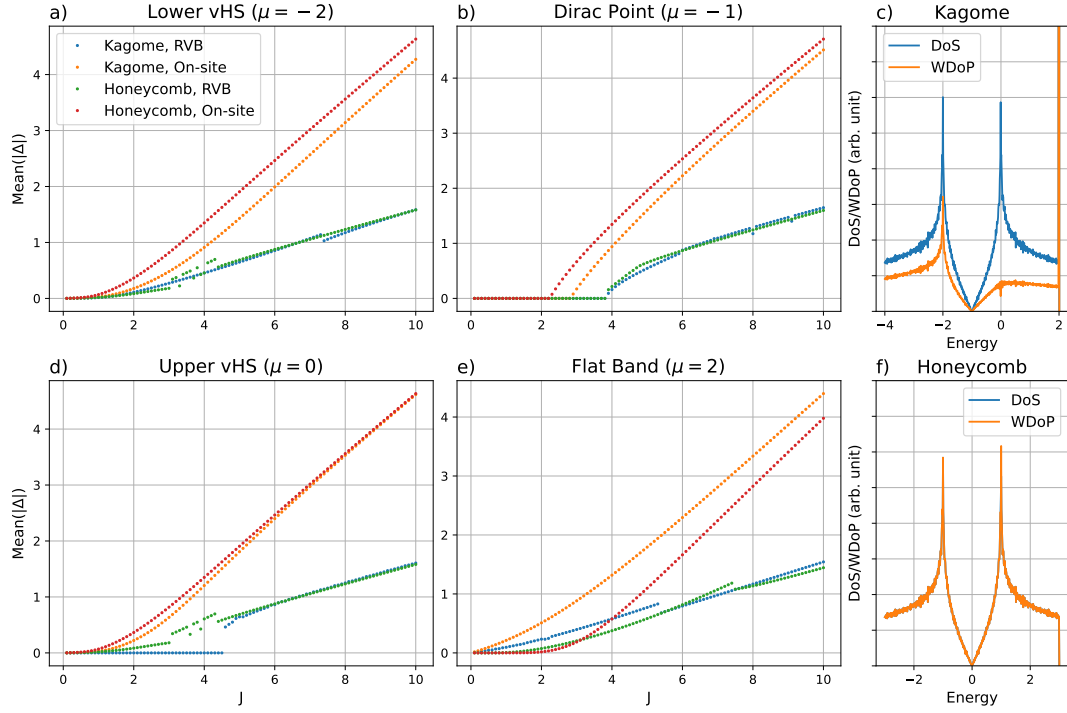 a) Lower vHS (μ = −2)
Mean(|Δ|)
4
3
2
1
0
Kagome, RVB
Kagome, On-site
Honeycomb, RVB
Honeycomb, On-site
0 2 4 6 8 10
b) Dirac Point (μ = −1)
4
3
2
1
0
0 2 4 6 8 10
c) Kagome
DoS/WDoP (arb. unit)
DoS
WDoP
−4 −2 0 2
Energy
d) Upper vHS (μ = 0)
Mean(|Δ|)
4
3
2
1
0
0 2 4 6 8 10
J
e) Flat Band (μ = 2)
4
3
2
1
0
0 2 4 6 8 10
J
f) Honeycomb
DoS/WDoP (arb. unit)
DoS
WDoP
−2 0 2
Energy